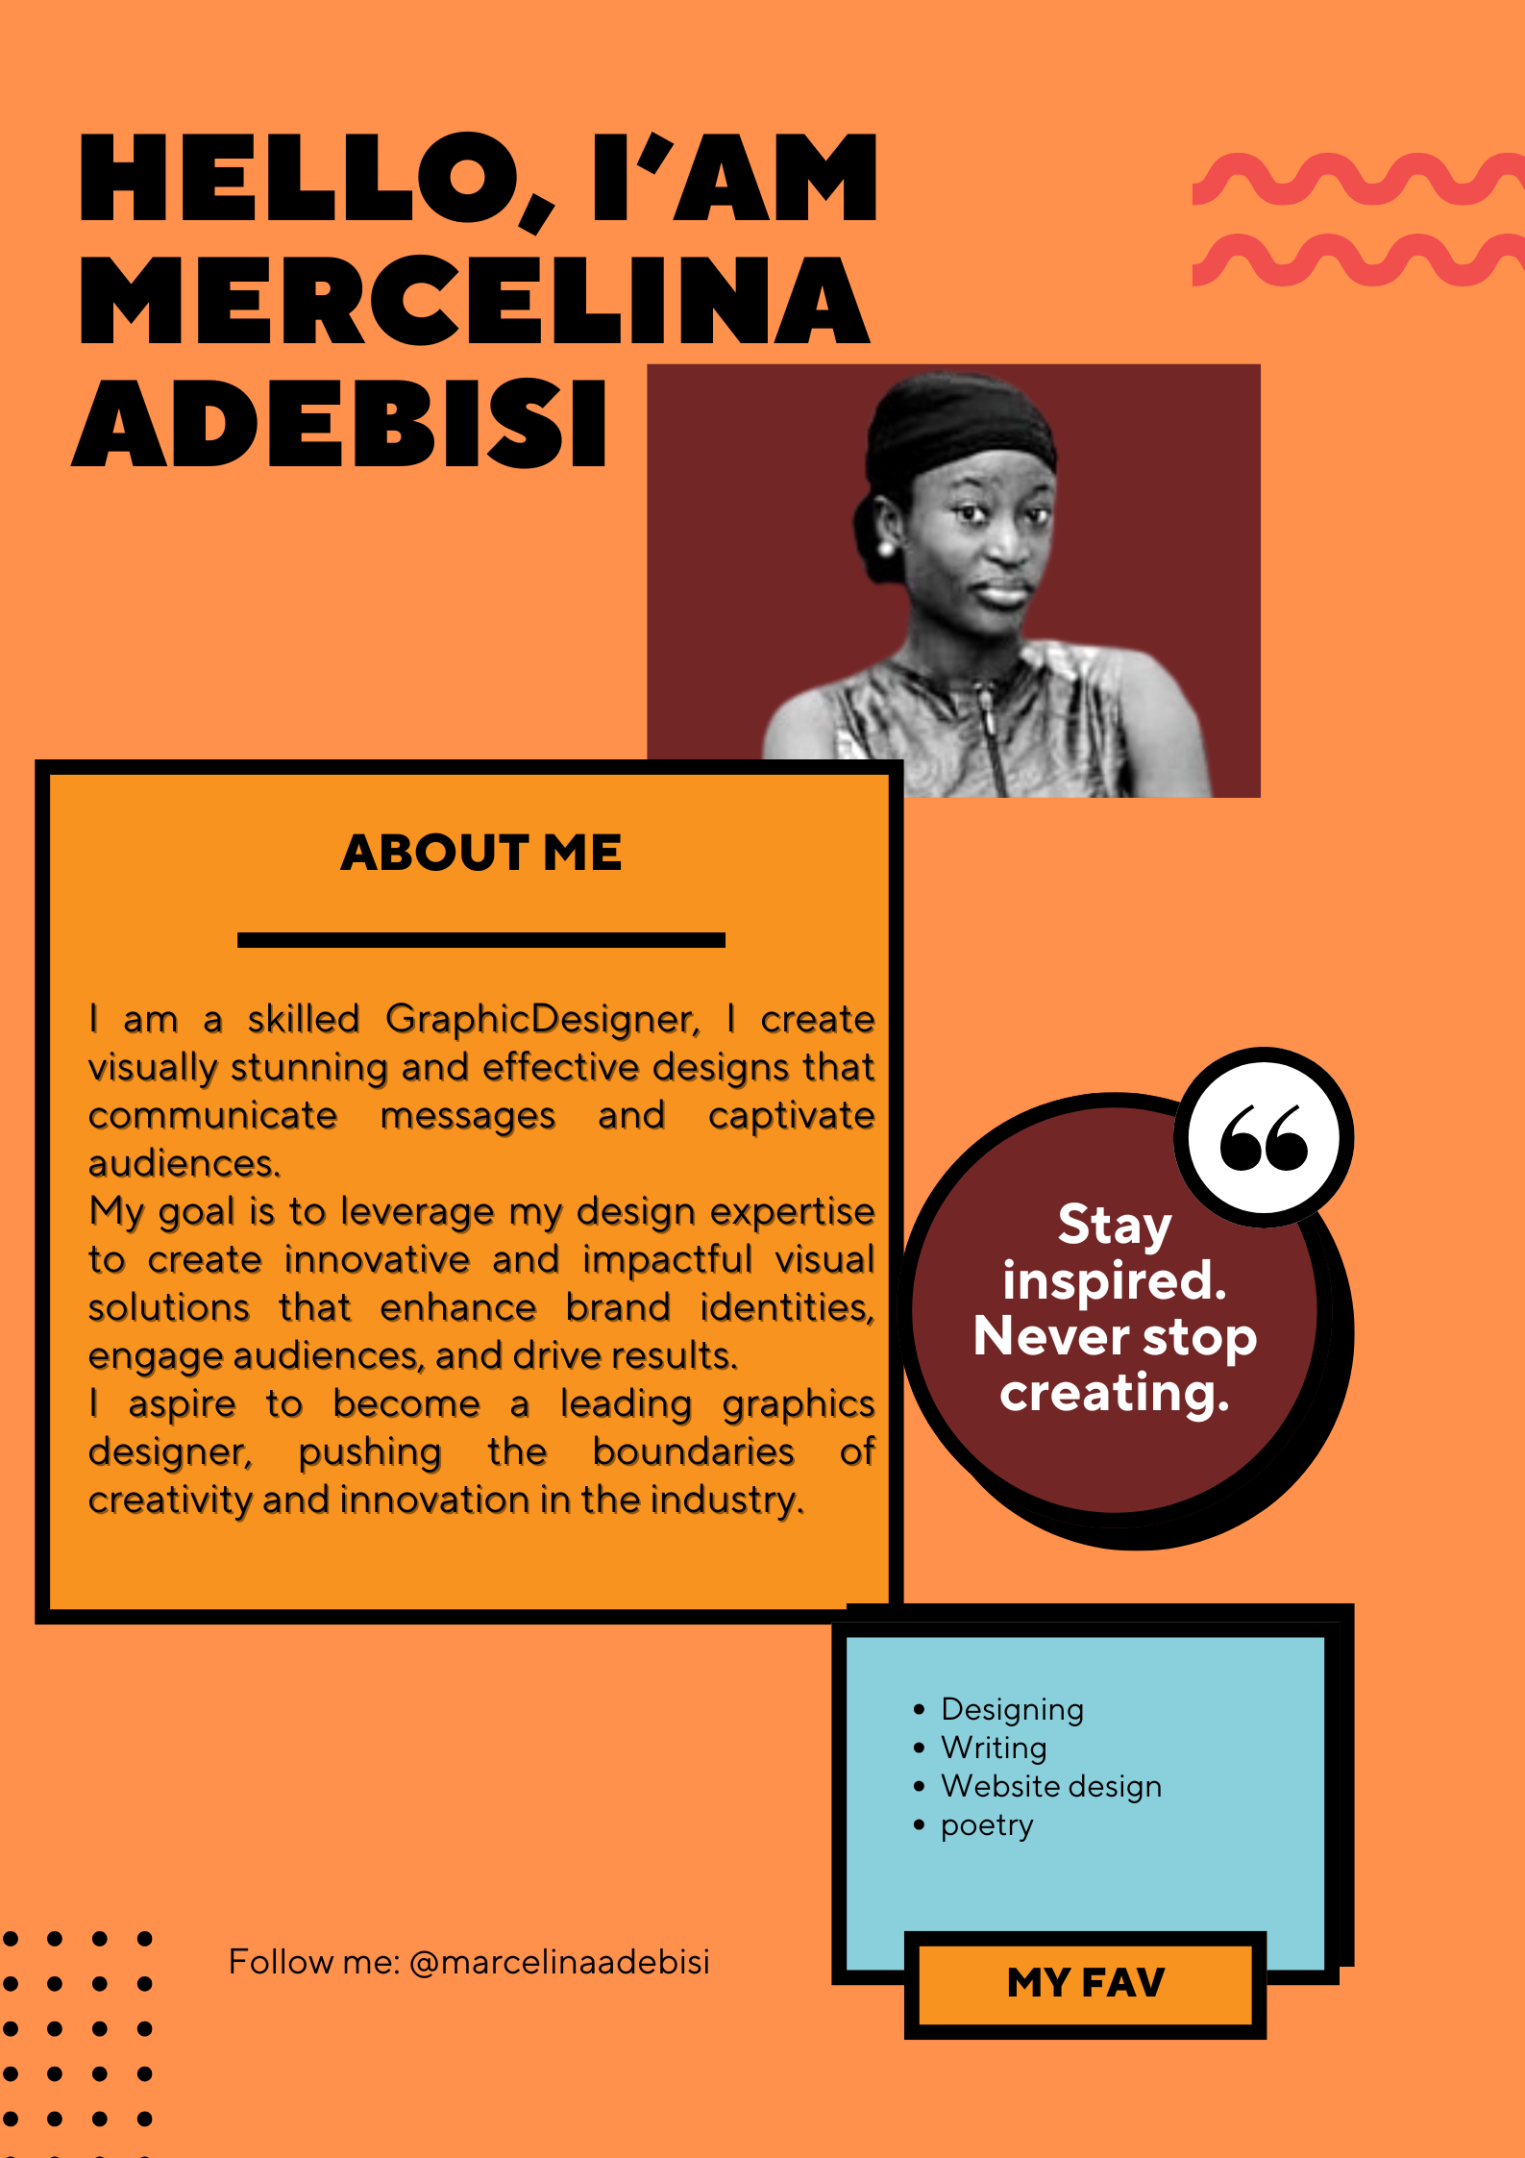 HELLO, I'AM
MERCELINA
ADEBISI
ABOUT ME
I am a skilled GraphicDesigner, I create
visually stunning and effective designs that
communicate messages and captivate
audiences.
My goal is to leverage my design expertise
to create innovative and impactful visual
solutions that enhance brand identities,
engage audiences, and drive results.
I aspire to become a leading graphics
designer, pushing the boundaries of
creativity and innovation in the industry.
“
Stay
inspired.
Never stop
creating.
• Designing
• Writing
• Website design
• poetry
MY FAV
Follow me: @marcelinaadebisi